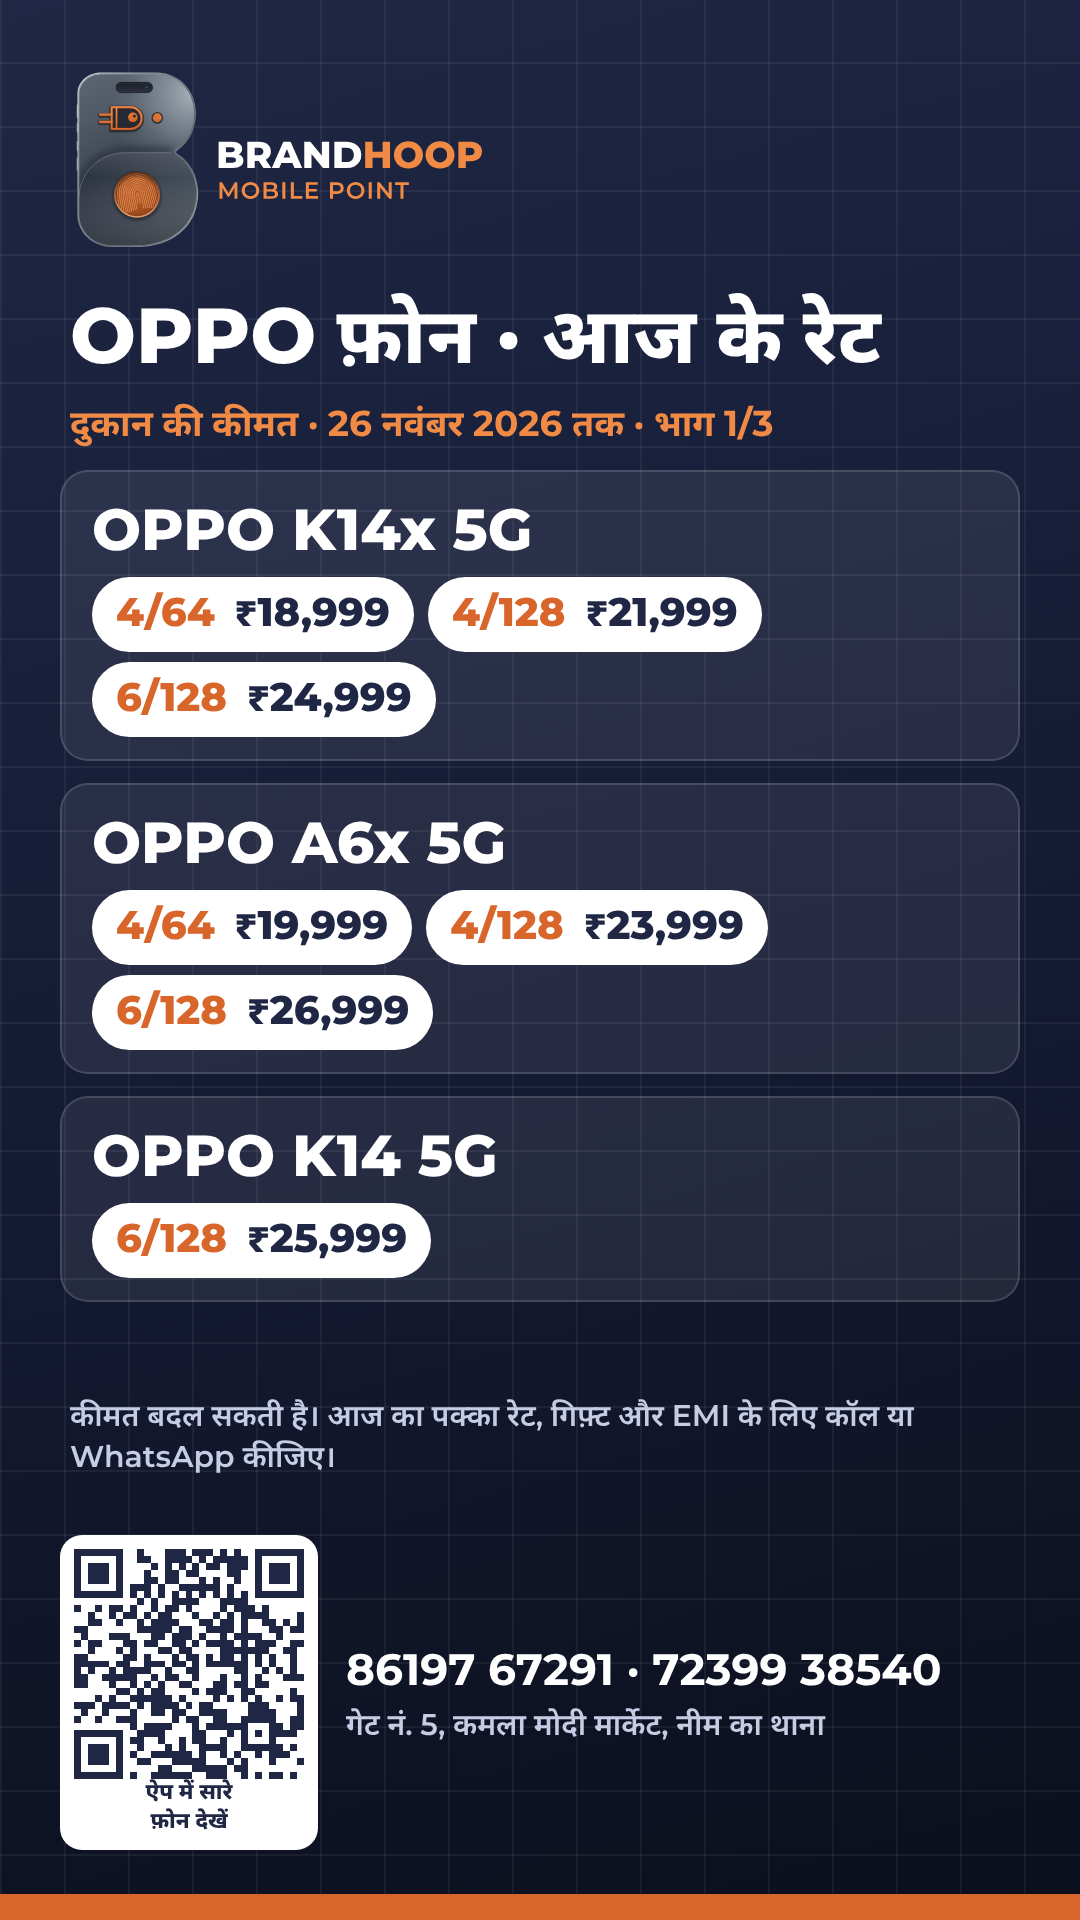 BRANDHOOP
MOBILE POINT
OPPO फ़ोन · आज के रेट
दुकान की कीमत · 26 नवंबर 2026 तक · भाग 1/3
OPPO K14x 5G
4/64 ₹18,999 4/128 ₹21,999
6/128 ₹24,999
OPPO A6x 5G
4/64 ₹19,999 4/128 ₹23,999
6/128 ₹26,999
OPPO K14 5G
6/128 ₹25,999
कीमत बदल सकती है। आज का पक्का रेट, गिफ़्ट और EMI के लिए कॉल या
WhatsApp कीजिए।
86197 67291 · 72399 38540
गेट नं. 5, कमला मोदी मार्केट, नीम का थाना
ऐप में सारे
फ़ोन देखें